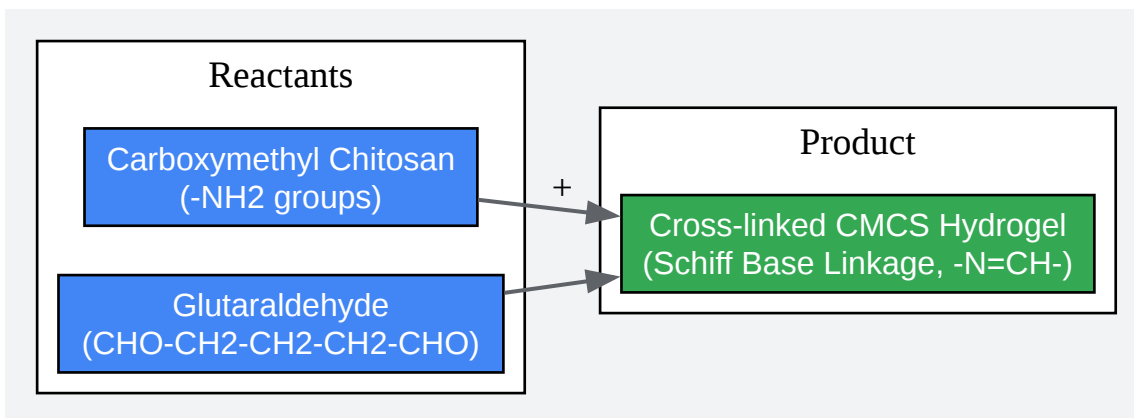 Reactants
Carboxymethyl Chitosan
(-NH2 groups)
Glutaraldehyde
(CHO-CH2-CH2-CH2-CHO)
+
Product
Cross-linked CMCS Hydrogel
(Schiff Base Linkage, -N=CH-)